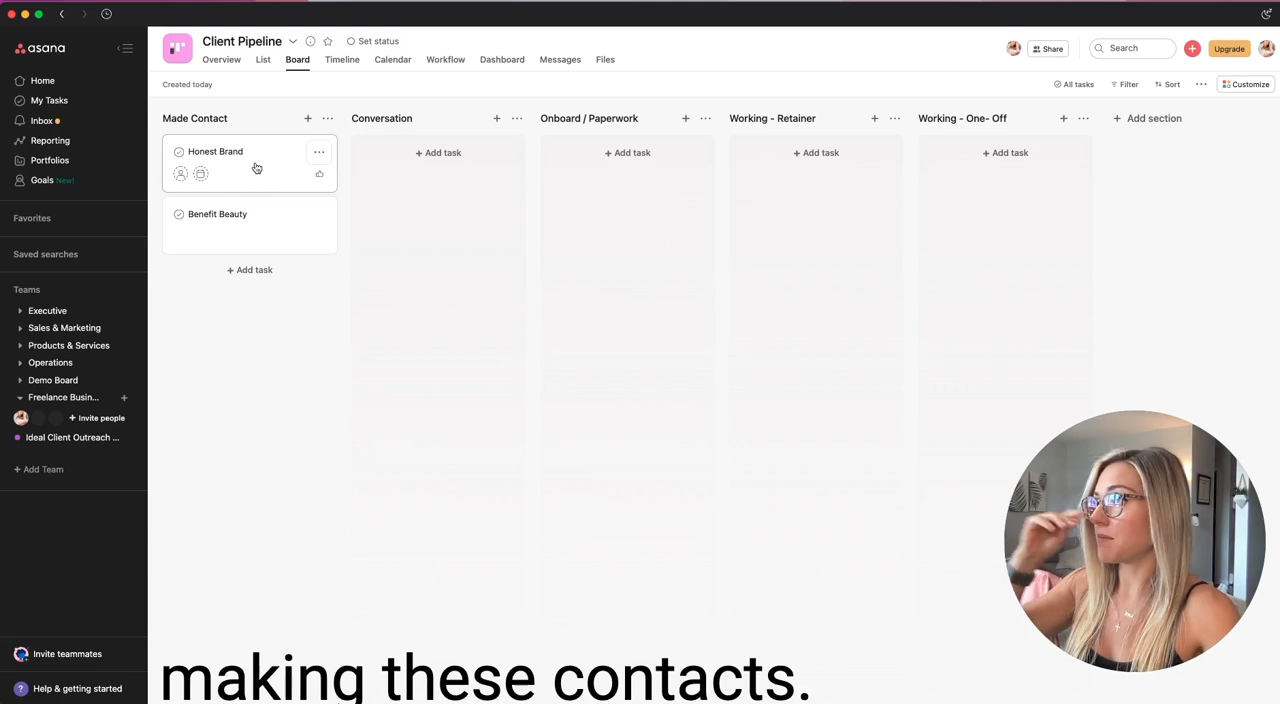 asana
Home
My Tasks
Inbox
Reporting
Portfolios
Goals New!
Favorites
Saved searches
Teams
Executive
Sales & Marketing
Products & Services
Operations
Demo Board
Freelance Busin... +
+ Invite people
Ideal Client Outreach ...
+ Add Team
Invite teammates
? Help & getting started
Client Pipeline
Set status
Overview List Board Timeline Calendar Workflow Dashboard Messages Files
Share
Search
+
Upgrade
Created today
All tasks
Filter
Sort
...
Customize
Made Contact + ...
Honest Brand ...
Benefit Beauty
+ Add task
Conversation + ...
+ Add task
Onboard / Paperwork + ...
+ Add task
Working - Retainer + ...
+ Add task
Working - One- Off + ...
+ Add task
+ Add section
making these contacts.